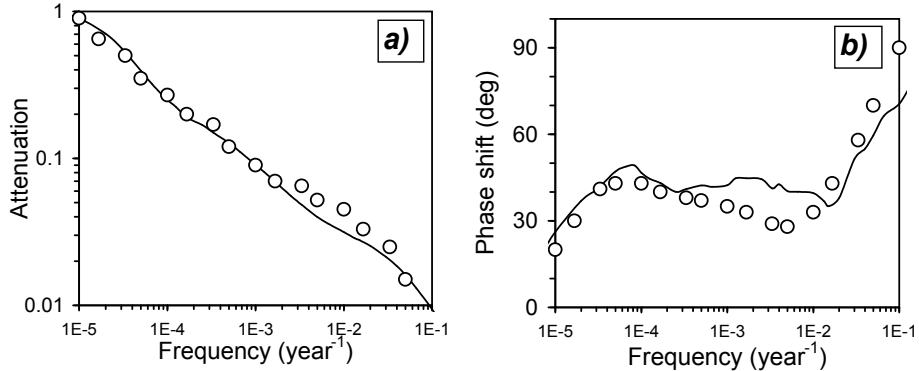 a)
Attenuation
1
0.1
0.01
1E-5 1E-4 1E-3 1E-2 1E-1
Frequency (year-1)
b)
Phase shift (deg)
90
60
30
0
1E-5 1E-4 1E-3 1E-2 1E-1
Frequency (year-1)